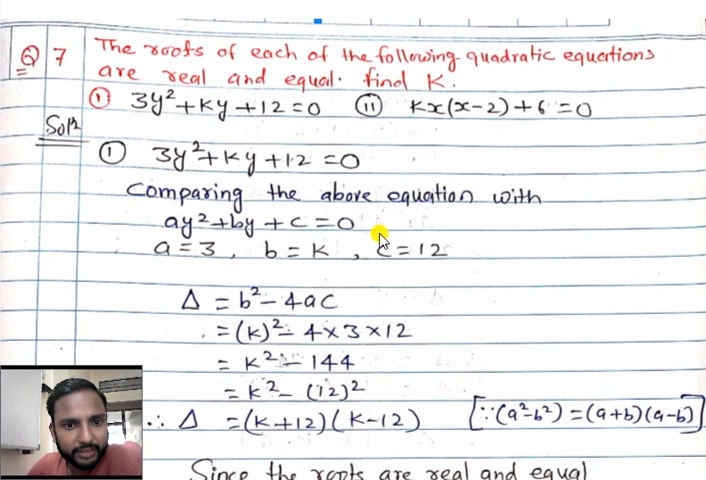 Q 7 The roots of each of the following quadratic equations
are real and equal. find K.
(i) 3y²+ky+12=0 (ii) kx(x-2)+6=0
Solⁿ
(i) 3y²+ky+12=0
Comparing the above equation with
ay²+by+c=0
a=3, b=k, c=12
Δ = b²-4ac
= (k)²- 4×3×12
= k²-144
= k²- (12)²
∴ Δ = (k+12)(k-12) [∵(a²-b²)=(a+b)(a-b)]
Since the roots are real and equal